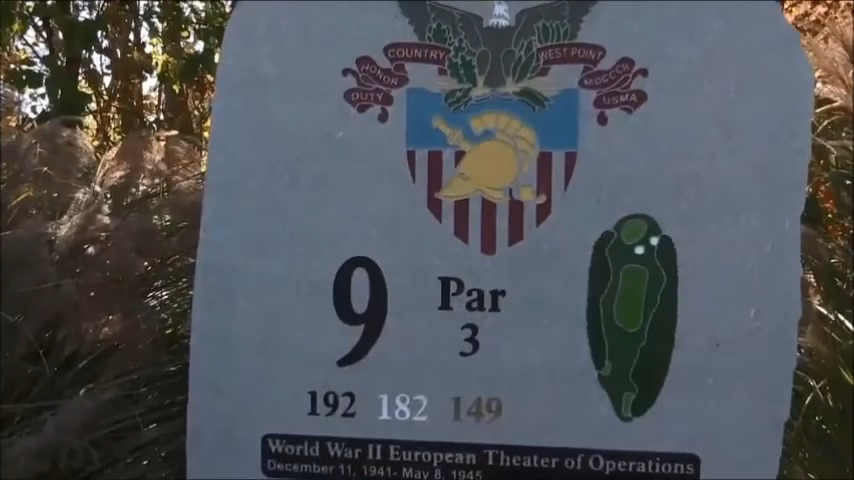 COUNTRY WEST POINT
HONOR MDCCCII
DUTY USMA
9 Par
3
192 182 149
World War II European Theater of Operations
December 11, 1941-May 8, 1945